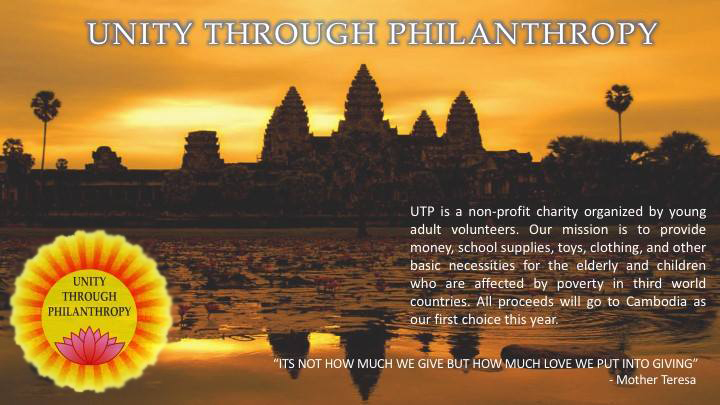 UNITY THROUGH PHILANTHROPY
UTP is a non-profit charity organized by young
adult volunteers. Our mission is to provide
money, school supplies, toys, clothing, and other
basic necessities for the elderly and children
who are affected by poverty in third world
countries. All proceeds will go to Cambodia as
our first choice this year.
UNITY
THROUGH
PHILANTHROPY
“ITS NOT HOW MUCH WE GIVE BUT HOW MUCH LOVE WE PUT INTO GIVING”
- Mother Teresa